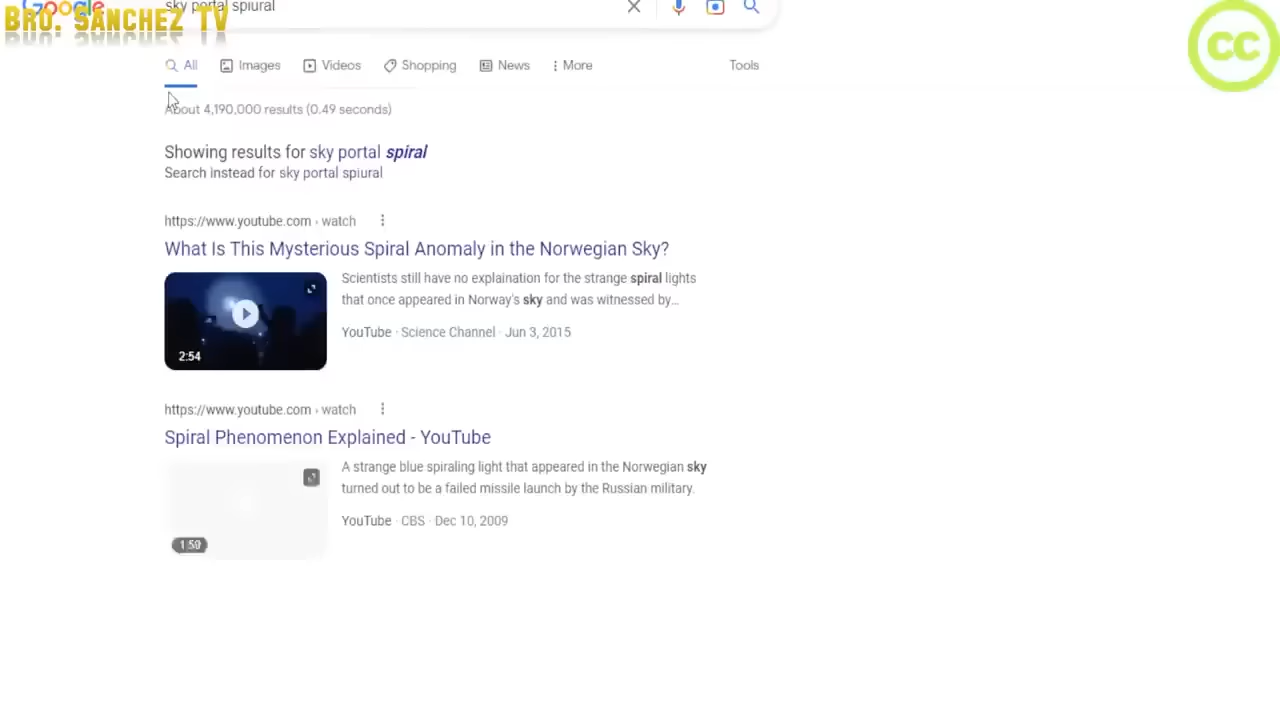 Google
sky portal spiural
BRO. SANCHEZ TV
CC
All
Images
Videos
Shopping
News
More
Tools
About 4,190,000 results (0.49 seconds)
Showing results for sky portal spiral
Search instead for sky portal spiural
https://www.youtube.com › watch
What Is This Mysterious Spiral Anomaly in the Norwegian Sky?
Scientists still have no explaination for the strange spiral lights
that once appeared in Norway's sky and was witnessed by...
2:54
YouTube · Science Channel · Jun 3, 2015
https://www.youtube.com › watch
Spiral Phenomenon Explained - YouTube
A strange blue spiraling light that appeared in the Norwegian sky
turned out to be a failed missile launch by the Russian military.
1:50
YouTube · CBS · Dec 10, 2009